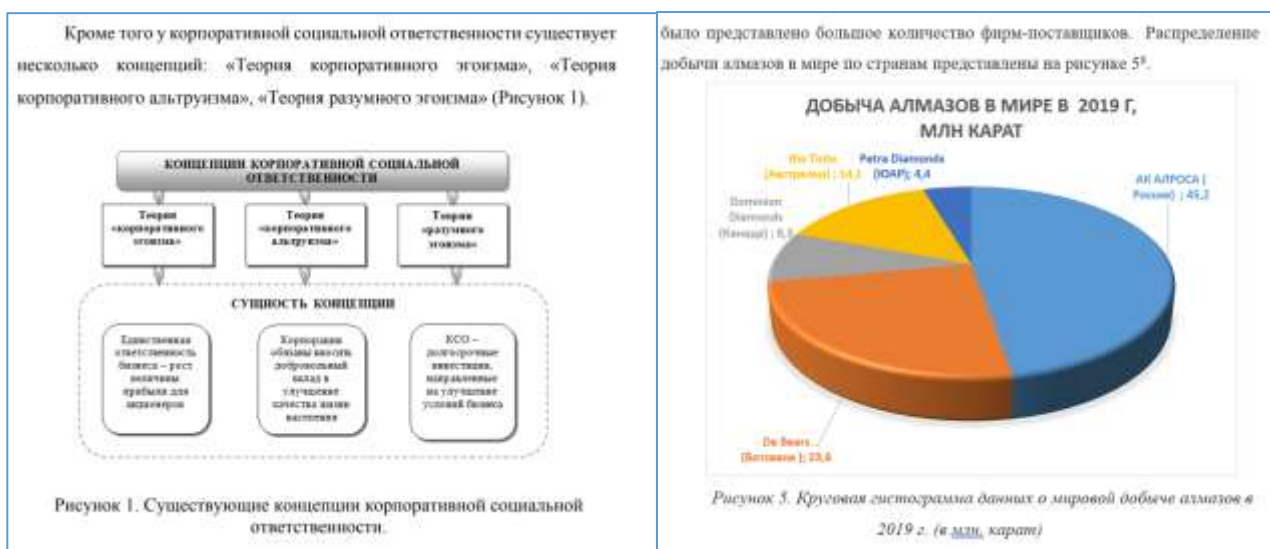 Кроме того у корпоративной социальной ответственности существует
несколько концепций: «Теория корпоративного эгоизма», «Теория
корпоративного альтруизма», «Теория разумного эгоизма» (Рисунок 1).
КОНЦЕПЦИИ КОРПОРАТИВНОЙ СОЦИАЛЬНОЙ
ОТВЕТСТВЕННОСТИ
Теория
«корпоративного
эгоизма»
Теория
«корпоративного
альтруизма»
Теория
«разумного
эгоизма»
СУЩНОСТЬ КОНЦЕПЦИИ
Единственная
ответственность
бизнеса – рост
величины
прибыли для
акционеров
Корпорации
обязаны вносить
добровольный
вклад в
улучшение
качества жизни
населения
КСО –
долгосрочные
инвестиции,
направленные
на улучшение
условий бизнеса
Рисунок 1. Существующие концепции корпоративной социальной
ответственности.
было представлено большое количество фирм-поставщиков. Распределение
добычи алмазов в мире по странам представлены на рисунке 5⁸.
ДОБЫЧА АЛМАЗОВ В МИРЕ В 2019 Г,
МЛН КАРАТ
Rio Tinto
(Австралия) ;
Petra Diamonds
(ЮАР); 4,4
АК АЛРОСА (
Россия) ; 45,2
Dominion
Diamonds
(Канада) ;
De Beers
(Ботсвана ); 23,6
Рисунок 5. Круговая гистограмма данных о мировой добыче алмазов в
2019 г. (в млн. карат)